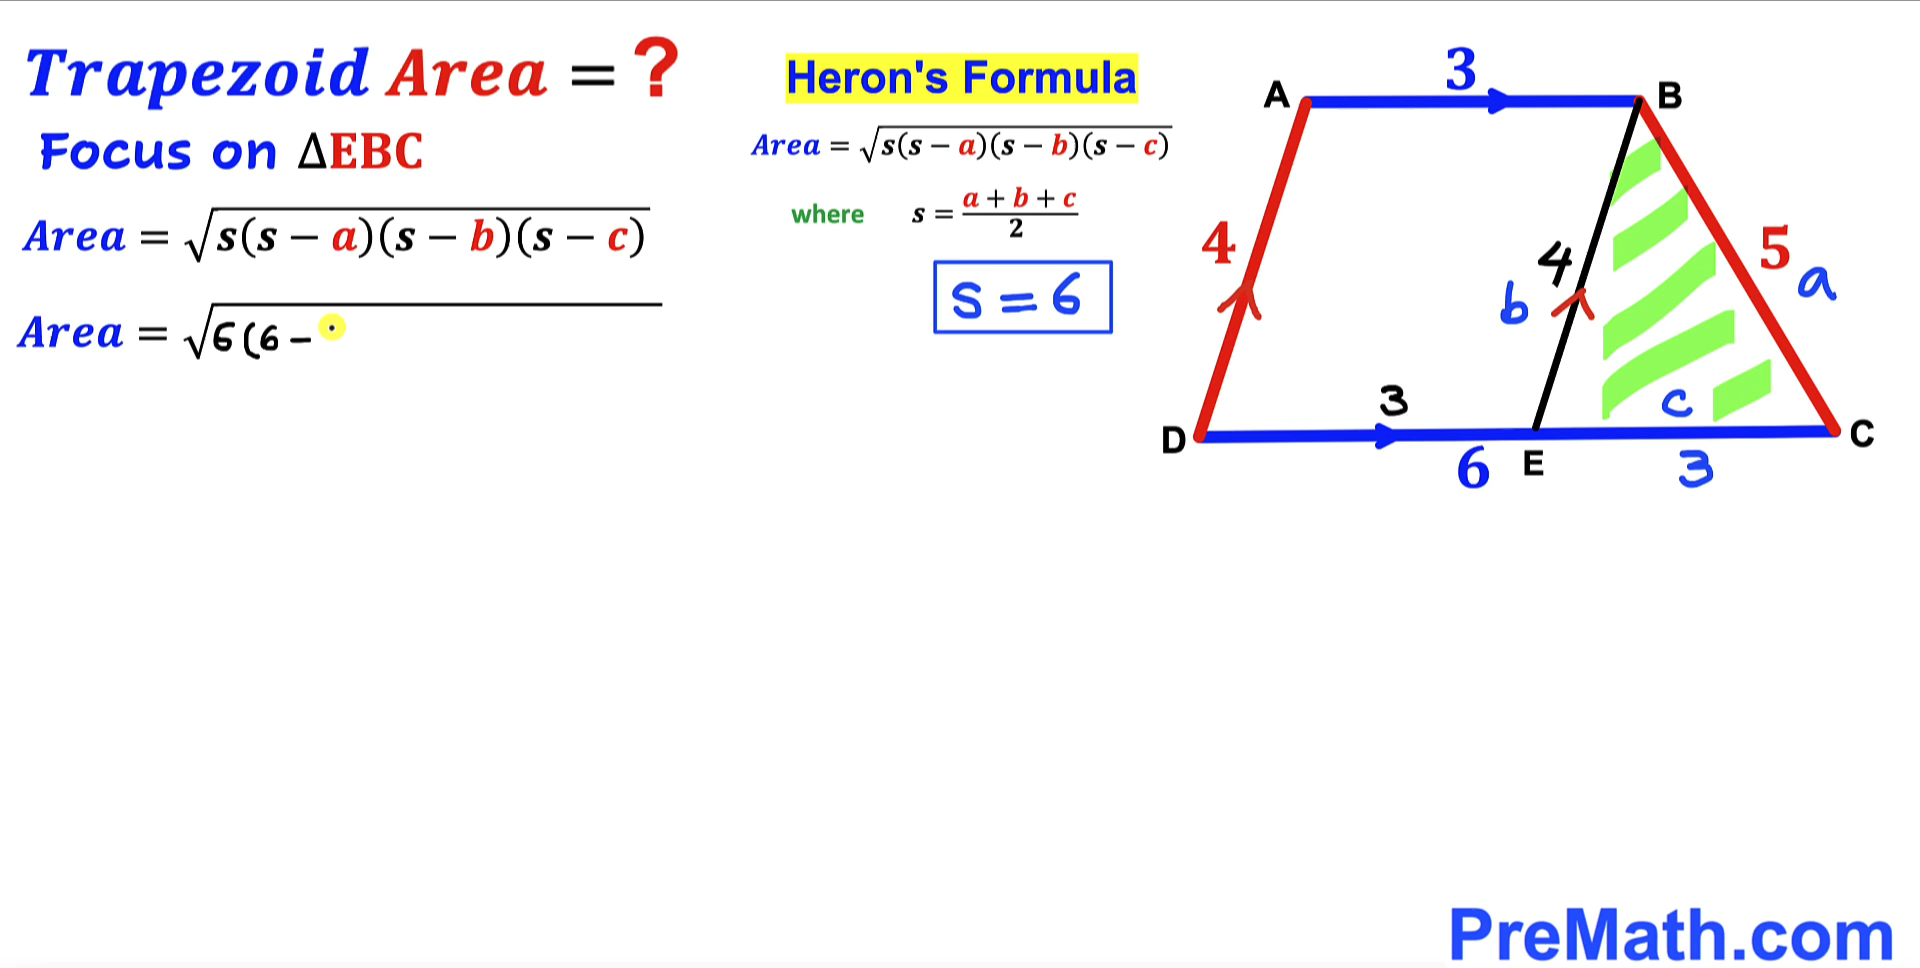 Trapezoid Area = ?
Focus on ΔEBC
Area = √s(s − a)(s − b)(s − c)
Area = √6(6 −
Heron's Formula
Area = √s(s − a)(s − b)(s − c)
where s = a + b + c / 2
s = 6
3
A
B
4
4
5
b
a
3
c
D
6
E
3
C
PreMath.com